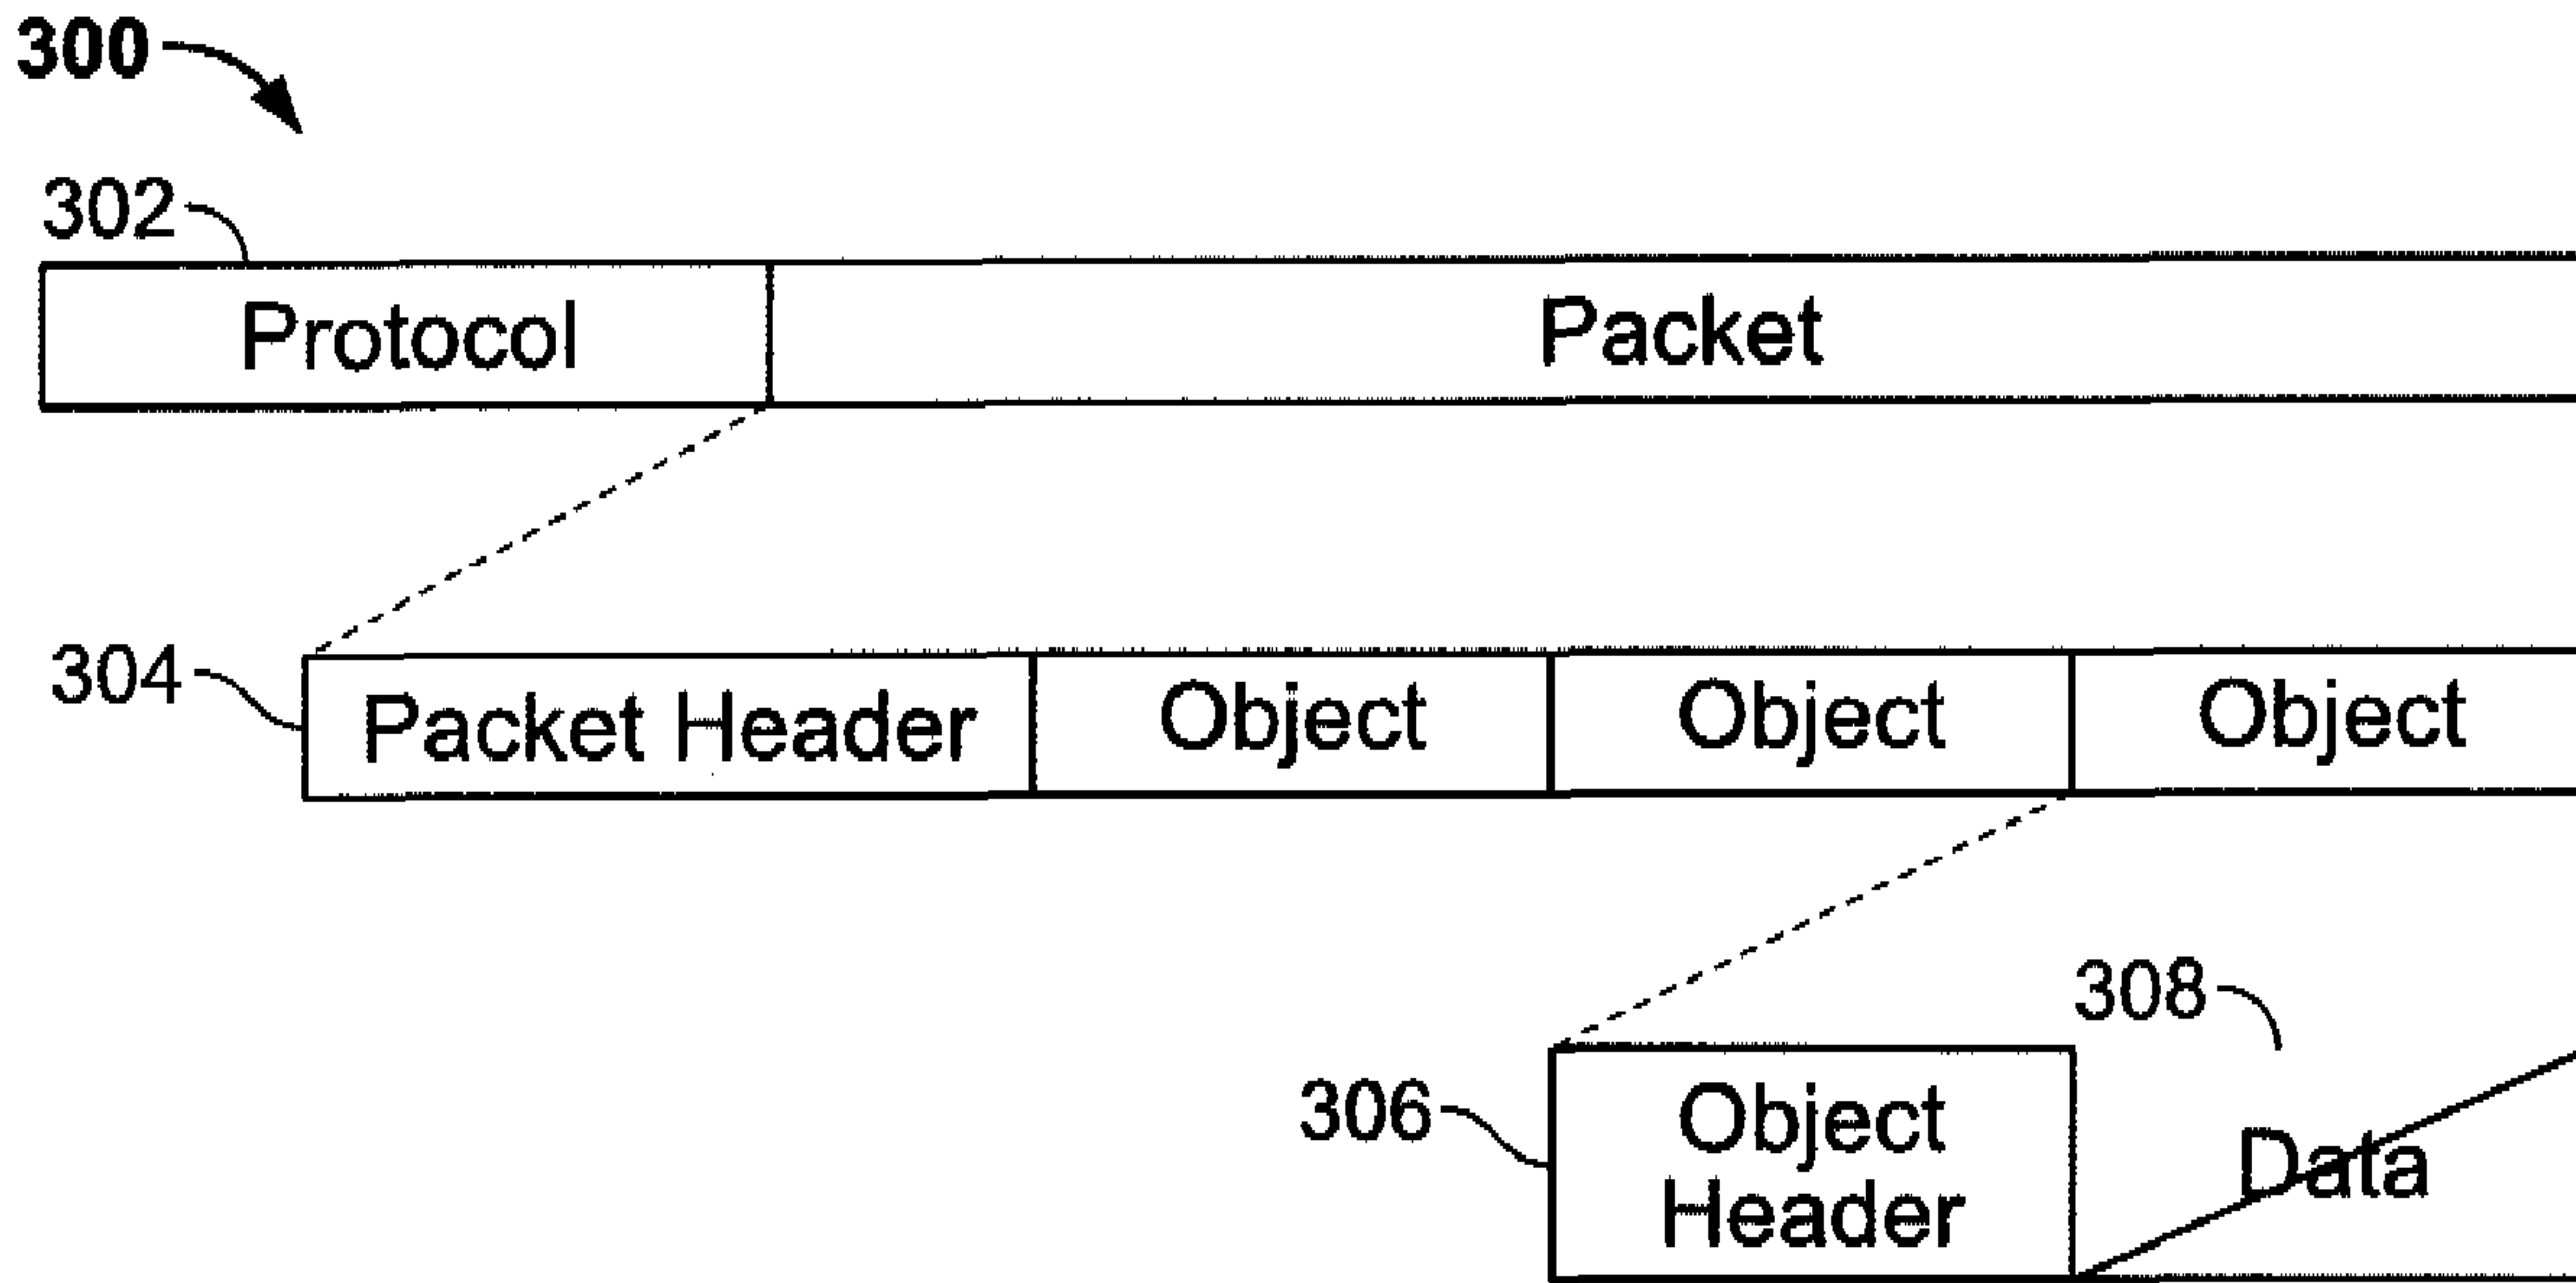 300
302
Protocol Packet
304
Packet Header Object Object Object
308
306
Object
Header
Data